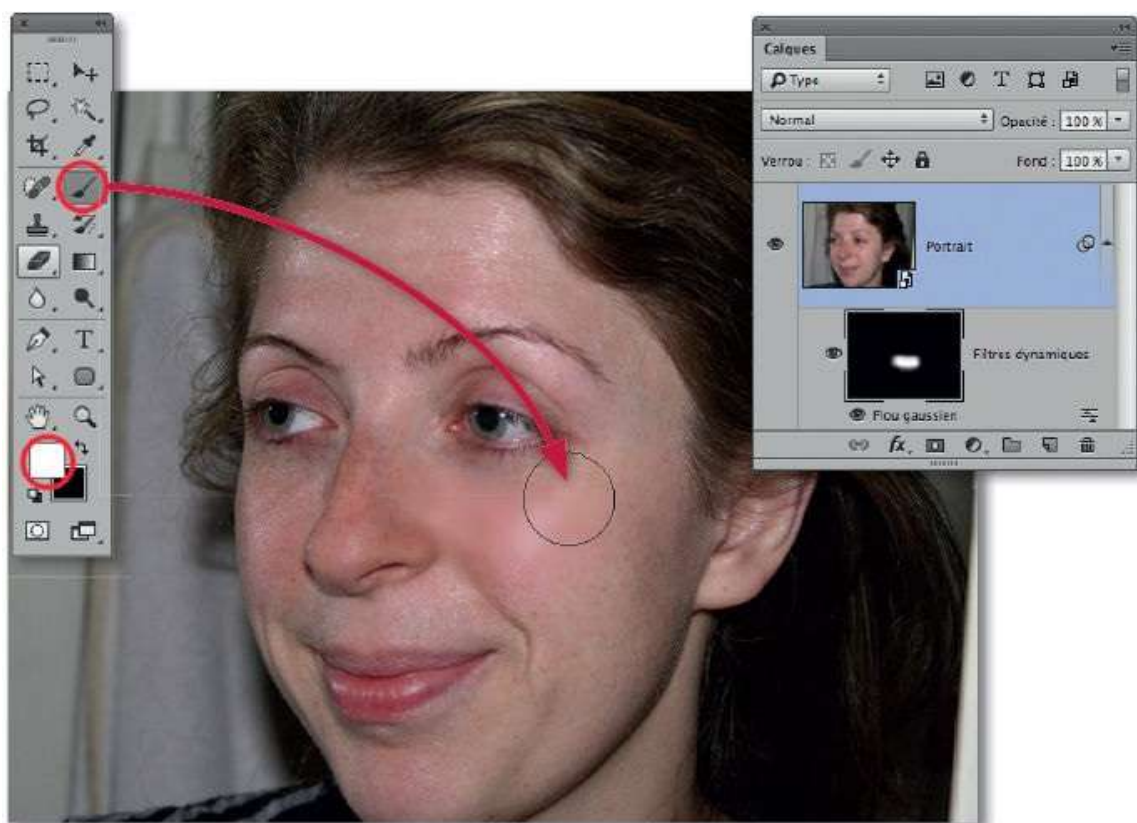 Calques
Type
T
Normal
Opacité : 100 %
Verrou :
Fond : 100 %
Portrait
Filtres dynamiques
Flou gaussien
fx
T